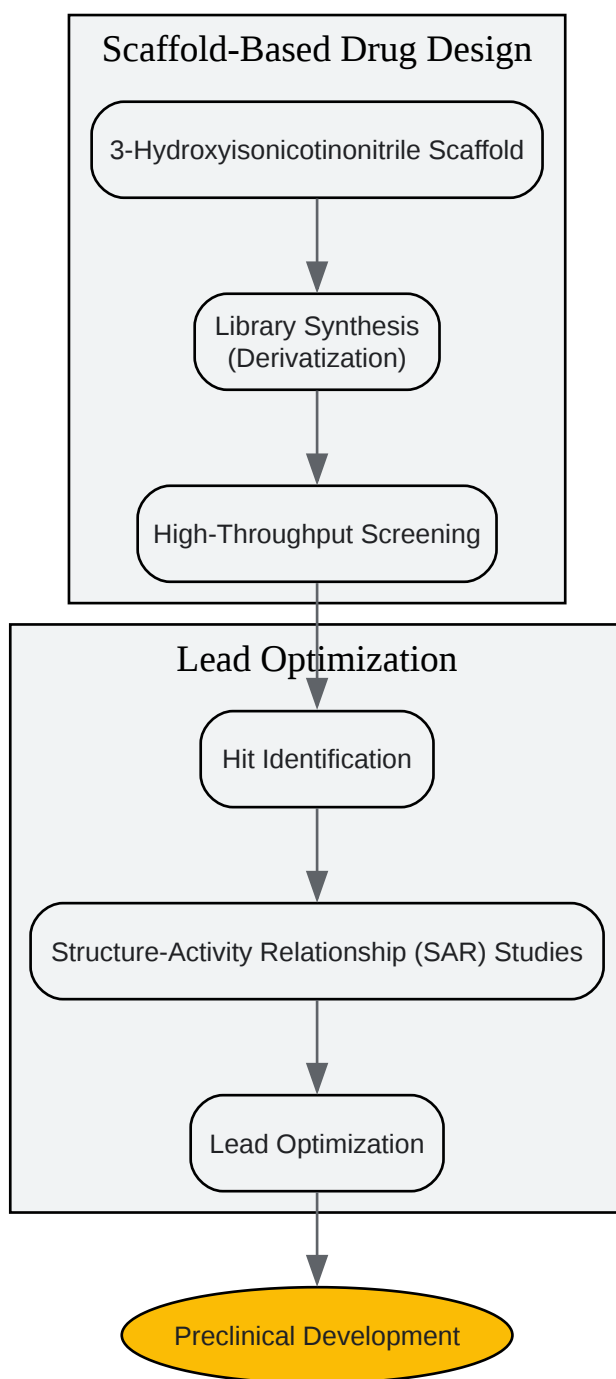 Scaffold-Based Drug Design
3-Hydroxyisonicotinonitrile Scaffold
Library Synthesis
(Derivatization)
High-Throughput Screening
Lead Optimization
Hit Identification
Structure-Activity Relationship (SAR) Studies
Lead Optimization
Preclinical Development